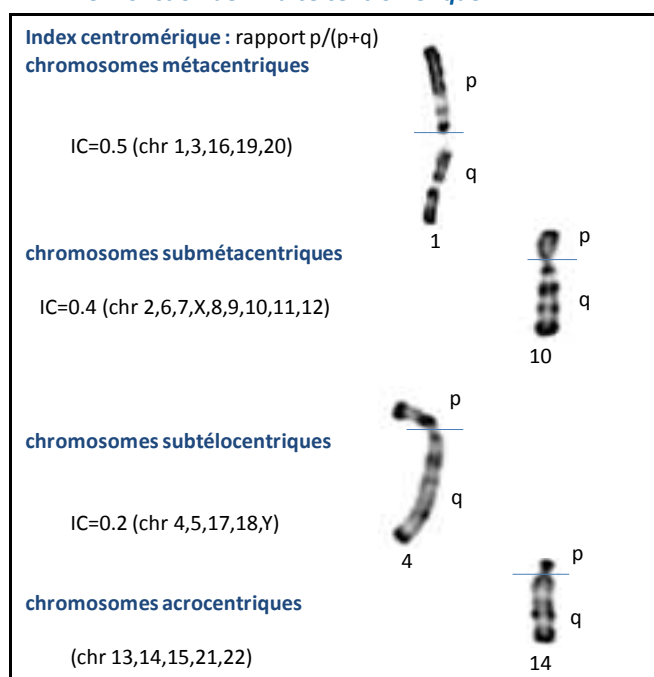 Index centromérique : rapport p/(p+q)
chromosomes métacentriques
p
IC=0.5 (chr 1,3,16,19,20)
q
1
chromosomes submétacentriques
p
IC=0.4 (chr 2,6,7,X,8,9,10,11,12)
q
10
p
chromosomes subtélocentriques
q
IC=0.2 (chr 4,5,17,18,Y)
4
p
chromosomes acrocentriques
q
(chr 13,14,15,21,22)
14